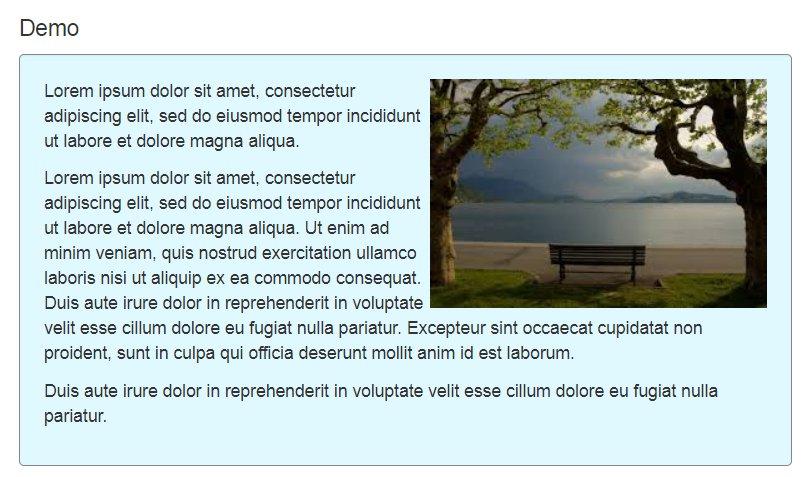 Demo
Lorem ipsum dolor sit amet, consectetur
adipiscing elit, sed do eiusmod tempor incididunt
ut labore et dolore magna aliqua.
Lorem ipsum dolor sit amet, consectetur
adipiscing elit, sed do eiusmod tempor incididunt
ut labore et dolore magna aliqua. Ut enim ad
minim veniam, quis nostrud exercitation ullamco
laboris nisi ut aliquip ex ea commodo consequat.
Duis aute irure dolor in reprehenderit in voluptate
velit esse cillum dolore eu fugiat nulla pariatur. Excepteur sint occaecat cupidatat non
proident, sunt in culpa qui officia deserunt mollit anim id est laborum.
Duis aute irure dolor in reprehenderit in voluptate velit esse cillum dolore eu fugiat nulla
pariatur.